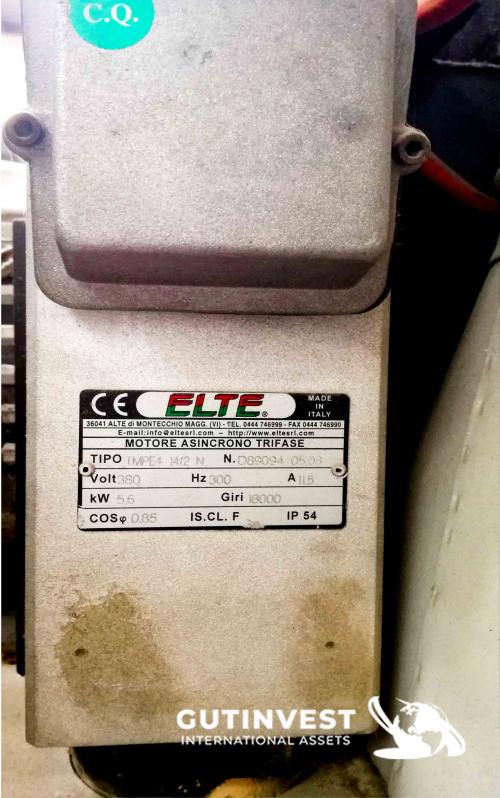 C.Q.
CE ELTE® MADE IN ITALY
36041 ALTE di MONTECCHIO MAGG. (VI) - TEL. 0444 746999 - FAX 0444 746990
E-mail:info@eltesrl.com – http://www.eltesrl.com
MOTORE ASINCRONO TRIFASE
TIPO TMPE4 14/2 N N. D89094 05.03
Volt 380 Hz 300 A 11.5
kW 5,6 Giri 18000
COSφ 0.85 IS.CL. F IP 54
GUTINVEST
INTERNATIONAL ASSETS